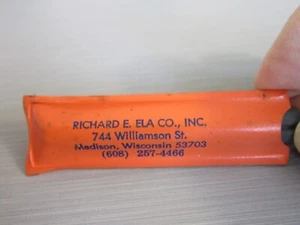 RICHARD E. ELA CO., INC.
744 Williamson St.
Madison, Wisconsin 53703
(608) 257-4466